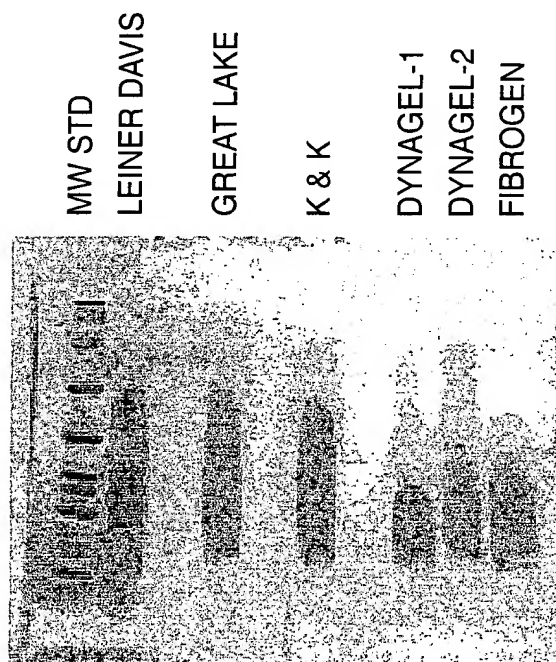 MW STD
LEINER DAVIS
GREAT LAKE
K & K
DYNAGEL-1
DYNAGEL-2
FIBROGEN